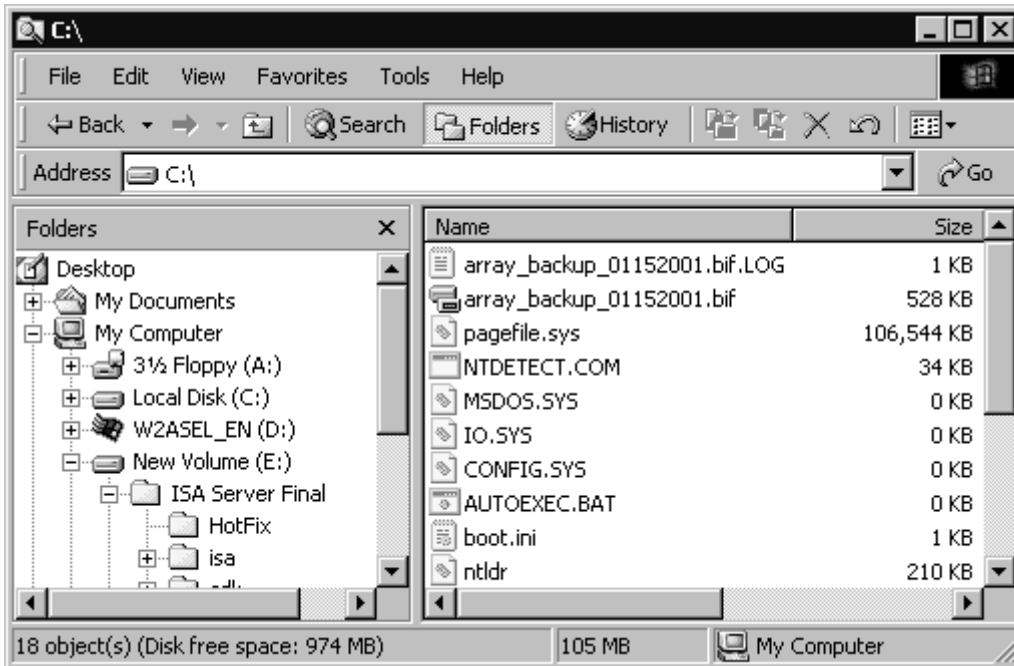 C:\
File Edit View Favorites Tools Help
Back Search Folders History
Address C:\ Go
Folders
Desktop
My Documents
My Computer
3½ Floppy (A:)
Local Disk (C:)
W2ASEL_EN (D:)
New Volume (E:)
ISA Server Final
HotFix
isa
Name Size
array_backup_01152001.bif.LOG 1 KB
array_backup_01152001.bif 528 KB
pagefile.sys 106,544 KB
NTDETECT.COM 34 KB
MSDOS.SYS 0 KB
IO.SYS 0 KB
CONFIG.SYS 0 KB
AUTOEXEC.BAT 0 KB
boot.ini 1 KB
ntldr 210 KB
18 object(s) (Disk free space: 974 MB) 105 MB My Computer